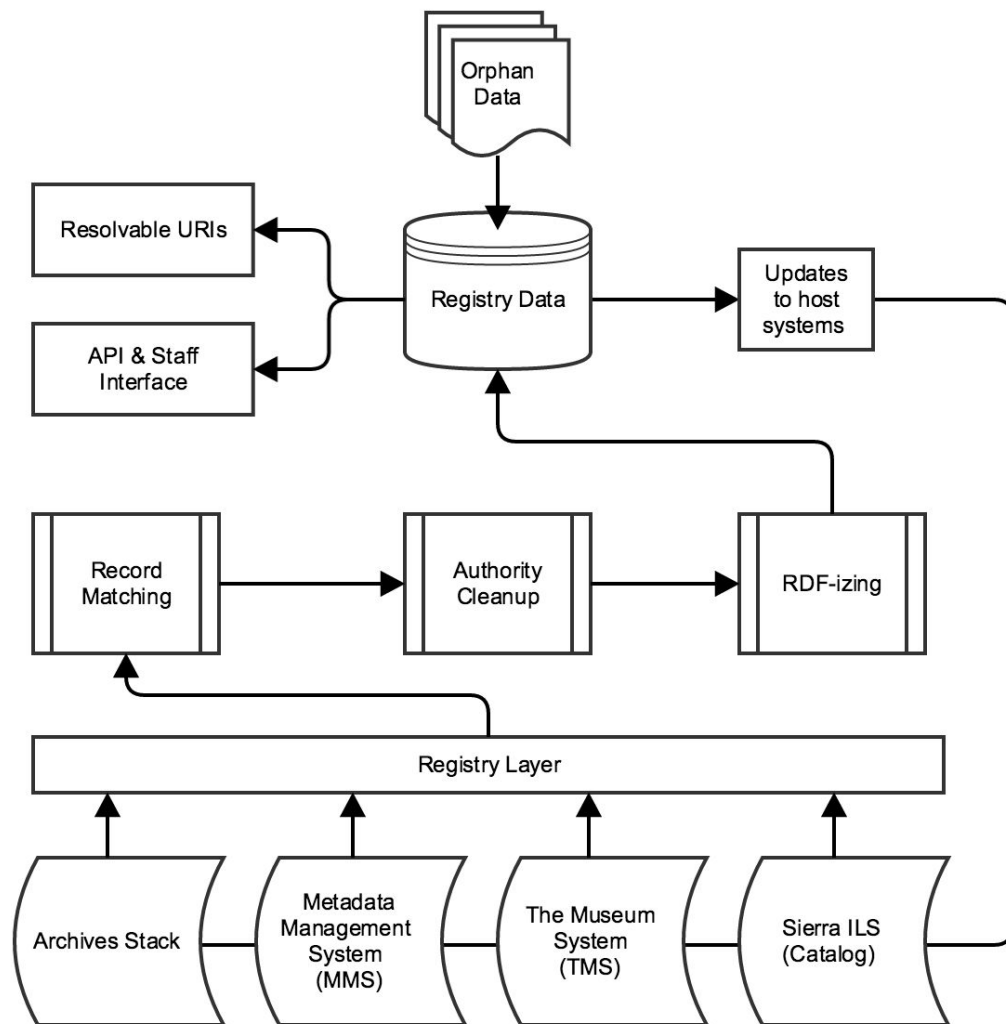 Orphan
Data
Resolvable URIs
Registry Data
Updates
to host
systems
API & Staff
Interface
Record
Matching
Authority
Cleanup
RDF-izing
Registry Layer
Archives Stack
Metadata
Management
System
(MMS)
The Museum
System
(TMS)
Sierra ILS
(Catalog)